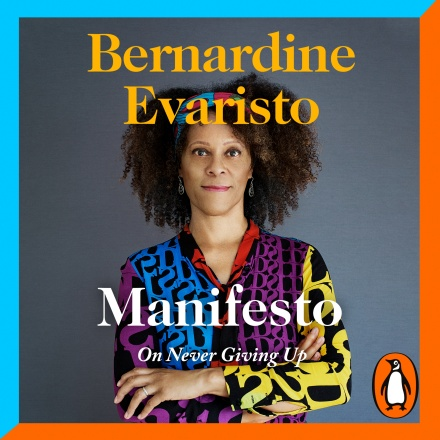 Bernardine
Evaristo
Manifesto
On Never Giving Up